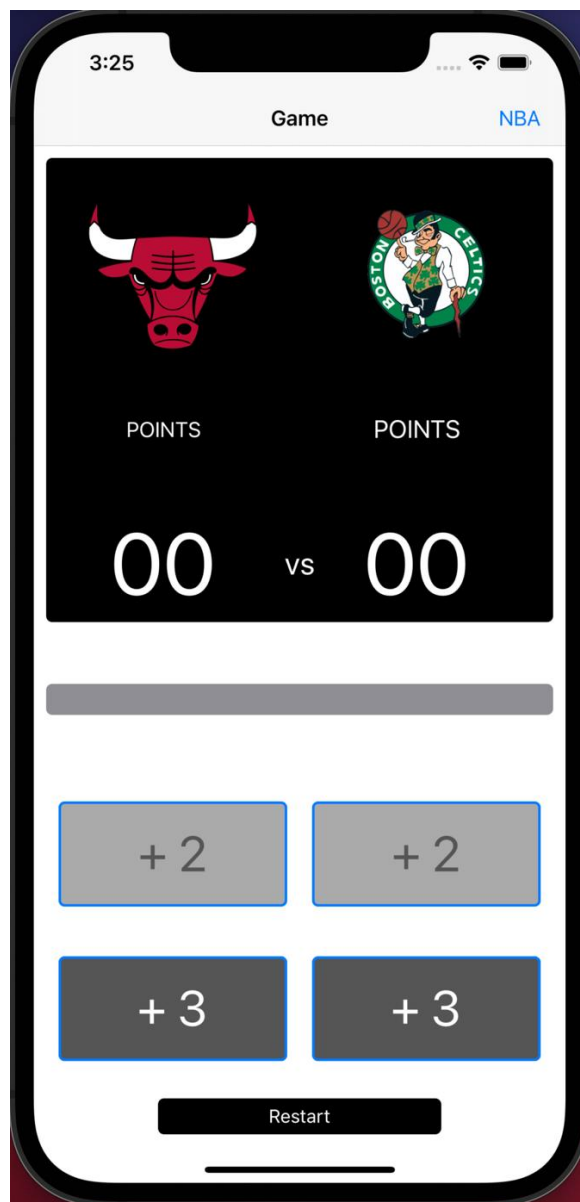 3:25
Game NBA
BOSTON CELTICS
POINTS POINTS
00 vs 00
+ 2 + 2
+ 3 + 3
Restart